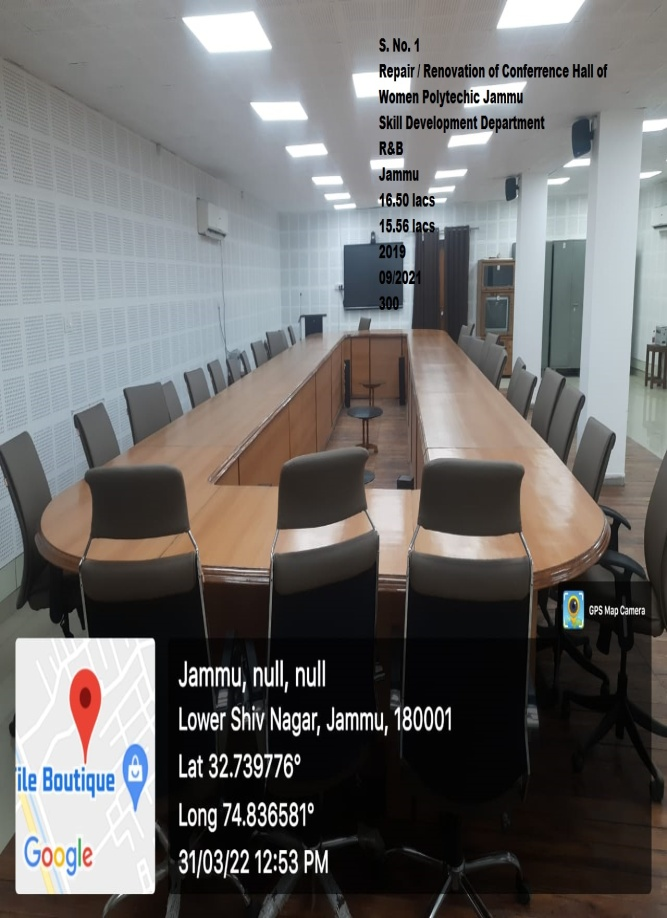 S. No. 1
Repair / Renovation of Conferrence Hall of
Women Polytechic Jammu
Skill Development Department
R&B
Jammu
16.50 lacs
15.56 lacs
2019
09/2021
300
GPS Map Camera
Jammu, null, null
Lower Shiv Nagar, Jammu, 180001
Lat 32.739776°
Long 74.836581°
31/03/22 12:53 PM
ile Boutique
Google